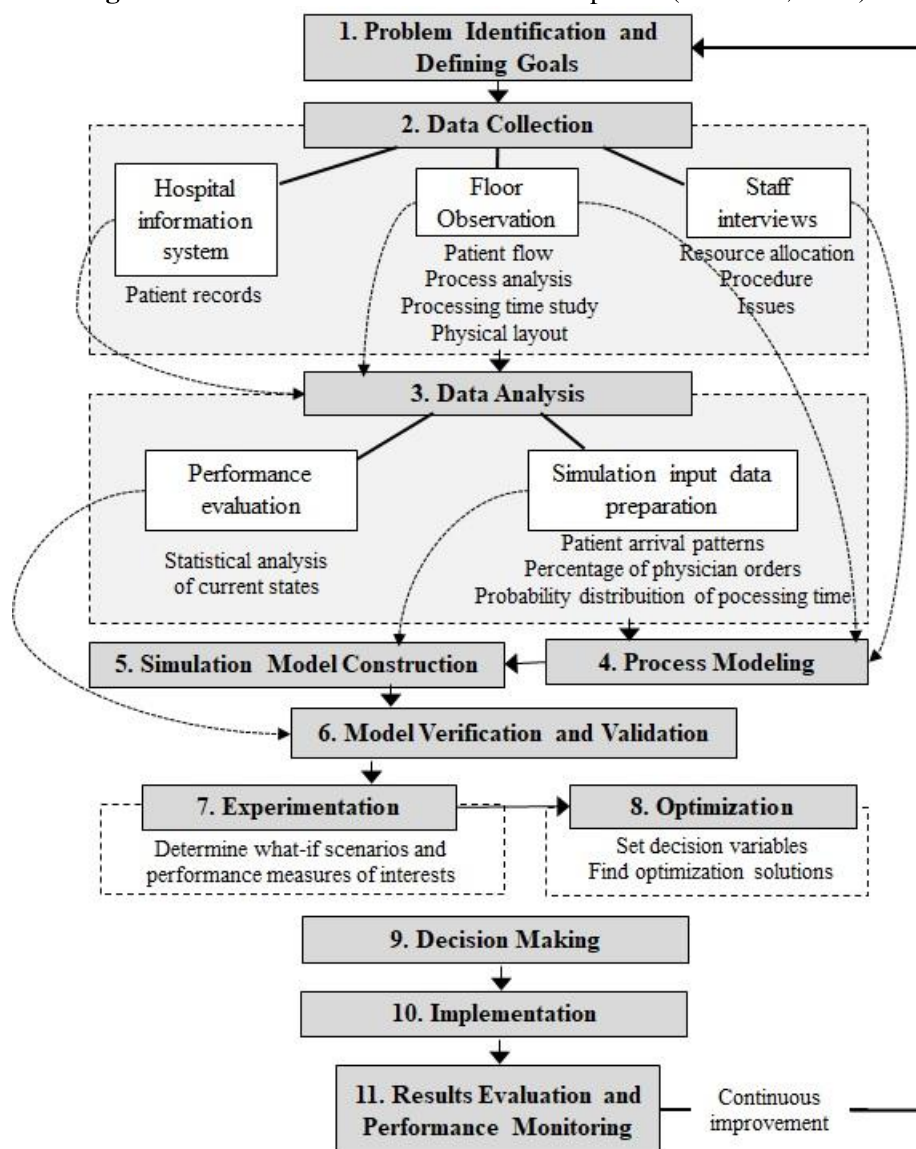 1. Problem Identification and
Defining Goals
2. Data Collection
Hospital
information
system
Patient records
Floor
Observation
Patient flow
Process analysis
Processing time study
Physical layout
Staff
interviews
Resource allocation
Procedure
Issues
3. Data Analysis
Performance
evaluation
Statistical analysis
of current states
Simulation input data
preparation
Patient arrival patterns
Percentage of physician orders
Probability distribuition of pocessing time
5. Simulation Model Construction
4. Process Modeling
6. Model Verification and Validation
7. Experimentation
Determine what-if scenarios and
performance measures of interests
8. Optimization
Set decision variables
Find optimization solutions
9. Decision Making
10. Implementation
11. Results Evaluation and
Performance Monitoring
Continuous
improvement